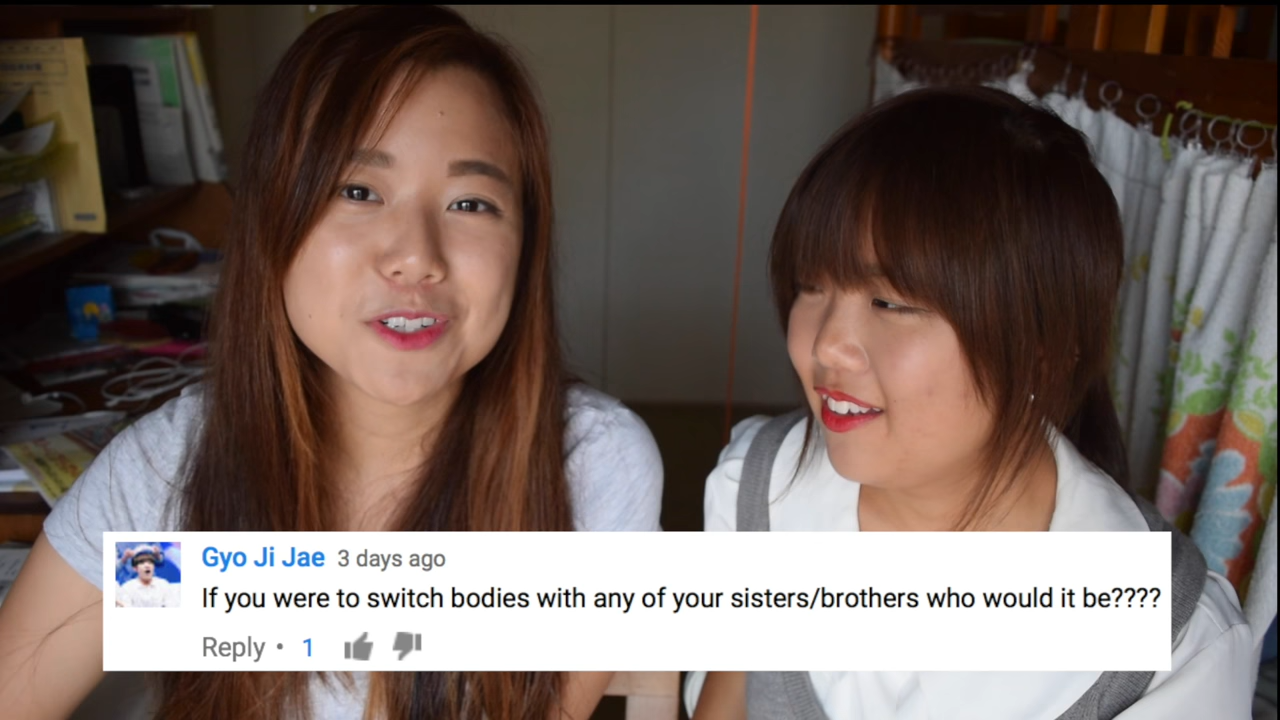 Gyo Ji Jae 3 days ago
If you were to switch bodies with any of your sisters/brothers who would it be????
Reply • 1